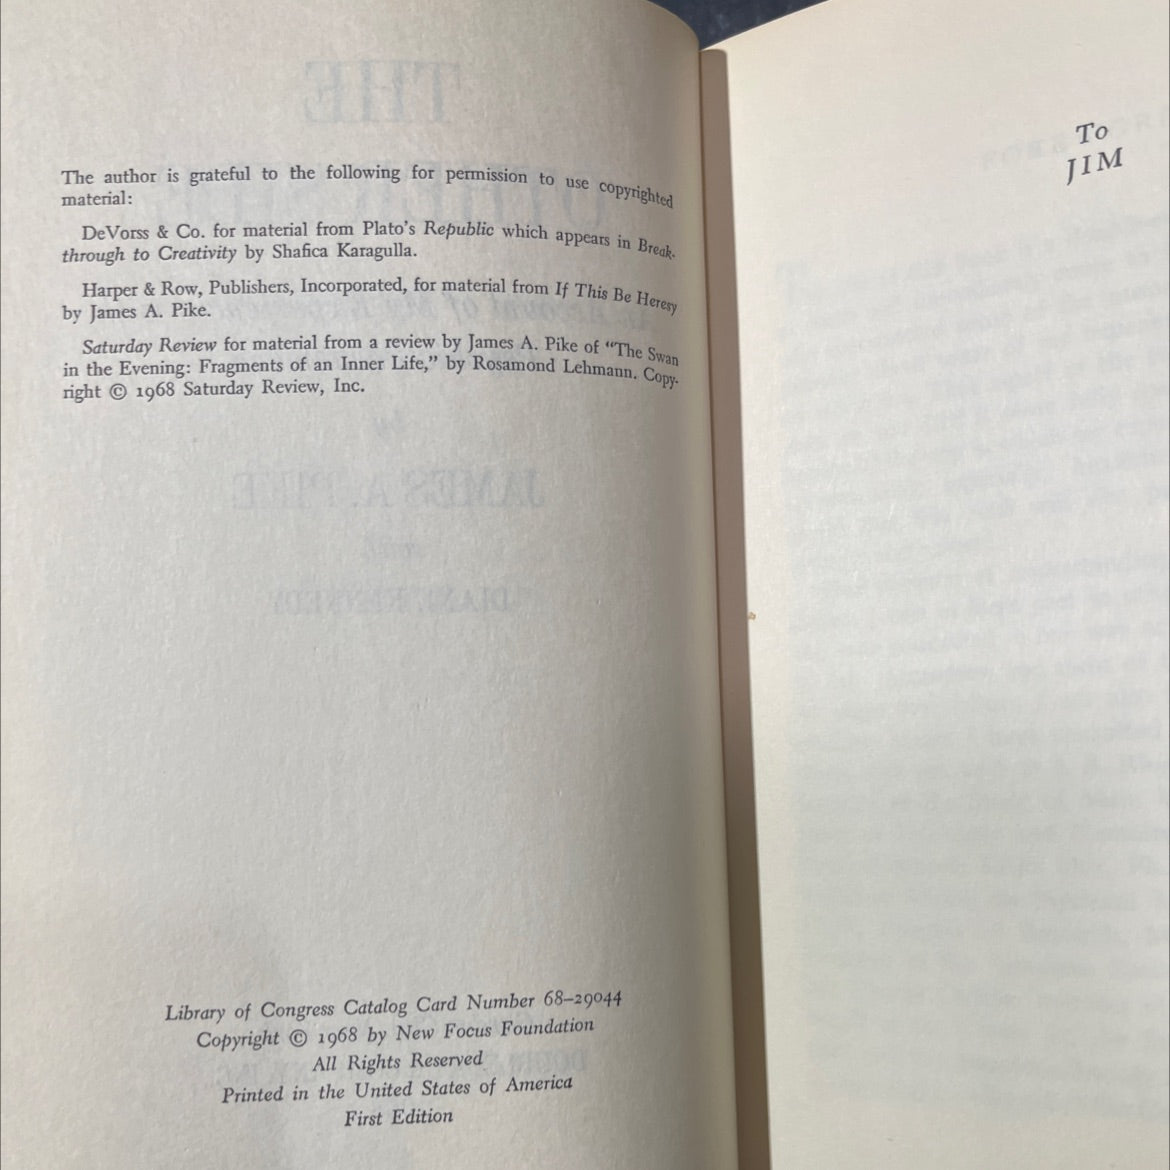 The author is grateful to the following for permission to use copyrighted
material:
DeVorss & Co. for material from Plato's Republic which appears in Break-
through to Creativity by Shafica Karagulla.
Harper & Row, Publishers, Incorporated, for material from If This Be Heresy
by James A. Pike.
Saturday Review for material from a review by James A. Pike of "The Swan
in the Evening: Fragments of an Inner Life," by Rosamond Lehmann. Copy-
right © 1968 Saturday Review, Inc.
Library of Congress Catalog Card Number 68–29044
Copyright © 1968 by New Focus Foundation
All Rights Reserved
Printed in the United States of America
First Edition
To
JIM